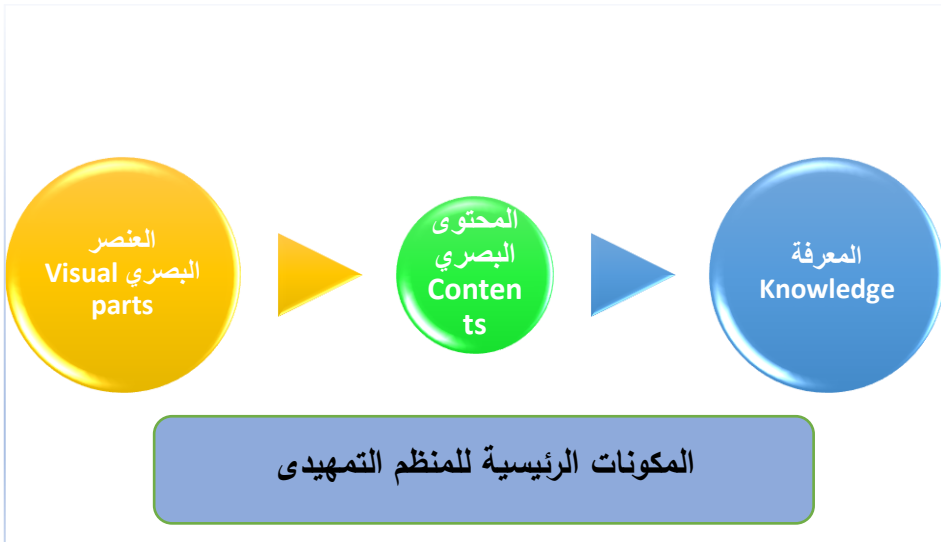 العنصر
البصري Visual
parts
المحتوى
البصري
Conten
ts
المعرفة
Knowledge
المكونات الرئيسية للمنظم التمهيدى